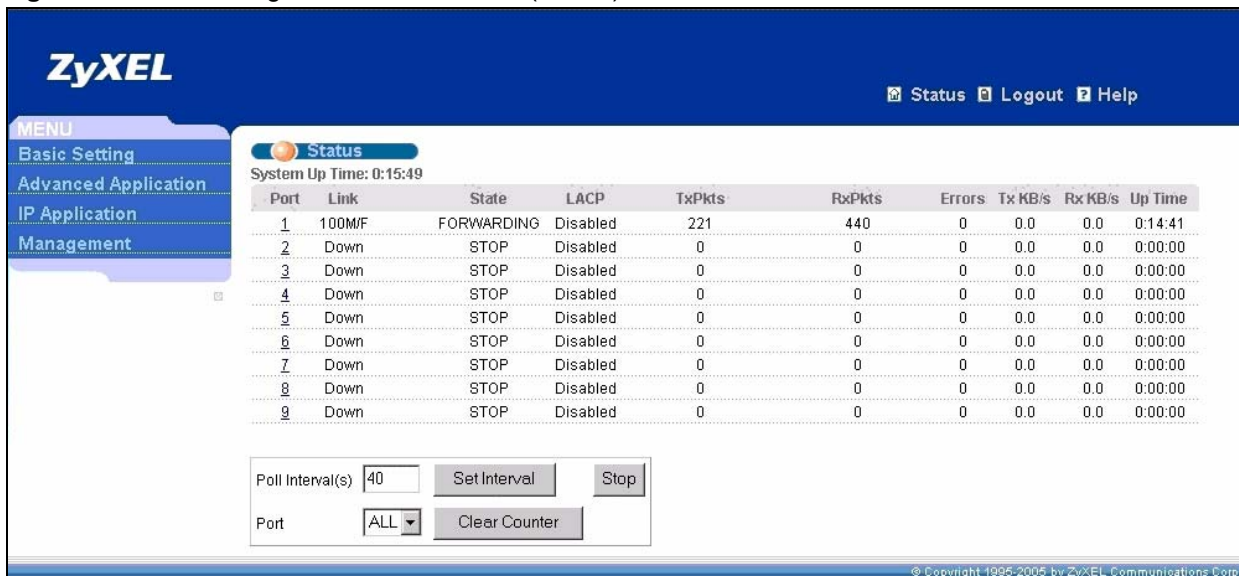 ZyXEL
Status Logout Help
MENU
Basic Setting
Advanced Application
IP Application
Management
Status
System Up Time: 0:15:49
Port Link State LACP TxPkts RxPkts Errors Tx KB/s Rx KB/s Up Time
1 100M/F FORWARDING Disabled 221 440 0 0.0 0.0 0:14:41
2 Down STOP Disabled 0 0 0 0.0 0.0 0:00:00
3 Down STOP Disabled 0 0 0 0.0 0.0 0:00:00
4 Down STOP Disabled 0 0 0 0.0 0.0 0:00:00
5 Down STOP Disabled 0 0 0 0.0 0.0 0:00:00
6 Down STOP Disabled 0 0 0 0.0 0.0 0:00:00
7 Down STOP Disabled 0 0 0 0.0 0.0 0:00:00
8 Down STOP Disabled 0 0 0 0.0 0.0 0:00:00
9 Down STOP Disabled 0 0 0 0.0 0.0 0:00:00
Poll Interval(s) 40 Set Interval Stop
Port ALL Clear Counter
© Copyright 1995-2005 by ZyXEL Communications Corp